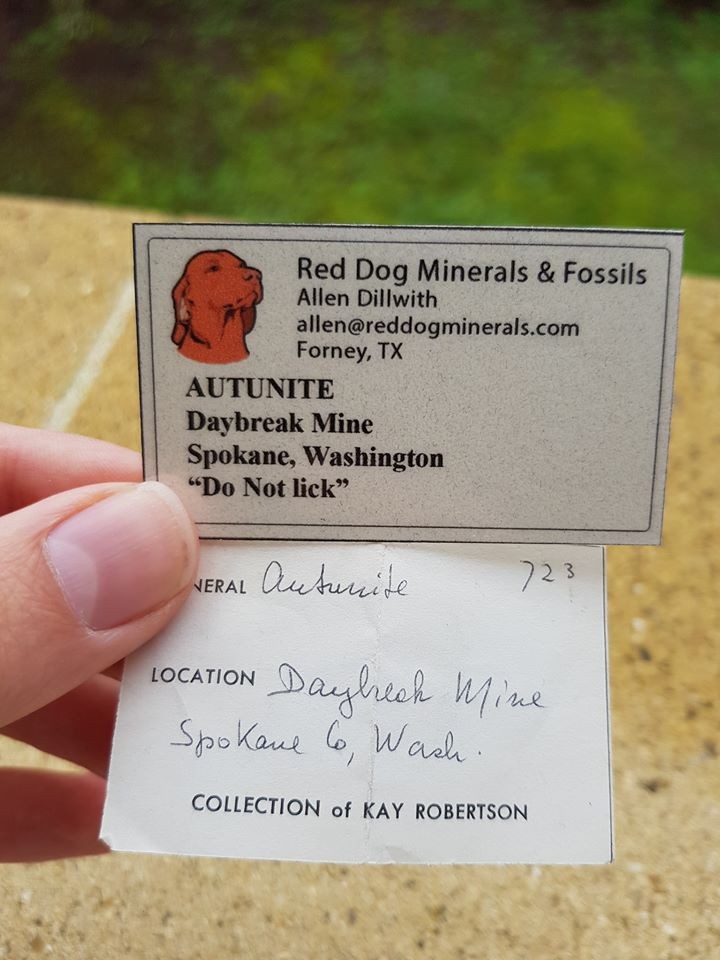 Red Dog Minerals & Fossils
Allen Dillwith
allen@reddogminerals.com
Forney, TX
AUTUNITE
Daybreak Mine
Spokane, Washington
“Do Not lick”
NERAL Autunite 723
LOCATION Daybreak Mine
Spokane Co, Wash.
COLLECTION of KAY ROBERTSON